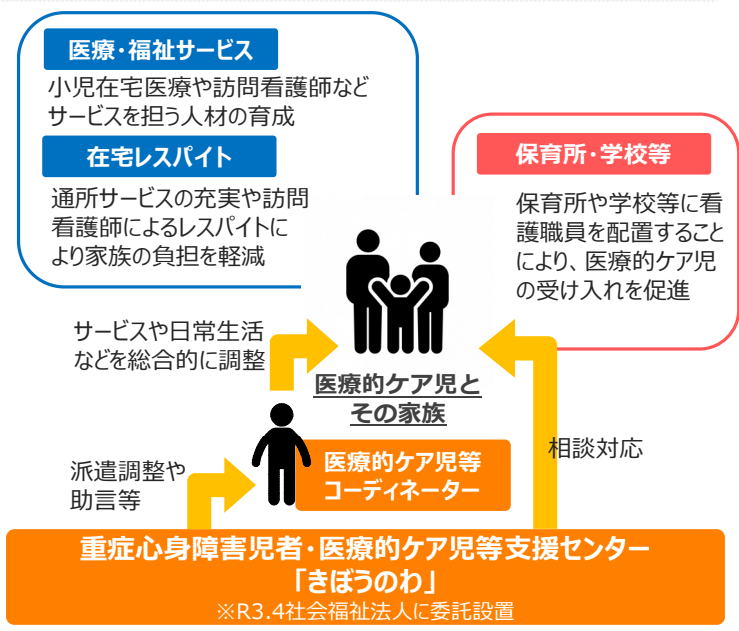 医療・福祉サービス
小児在宅医療や訪問看護師など
サービスを担う人材の育成
在宅レスパイト
通所サービスの充実や訪問
看護師によるレスパイトに
より家族の負担を軽減
保育所・学校等
保育所や学校等に看
護職員を配置すること
により、医療的ケア児
の受け入れを促進
サービスや日常生活
などを総合的に調整
医療的ケア児と
その家族
派遣調整や
助言等
医療的ケア児等
コーディネーター
相談対応
重症心身障害児者・医療的ケア児等支援センター
「きぼうのわ」
※R3.4社会福祉法人に委託設置